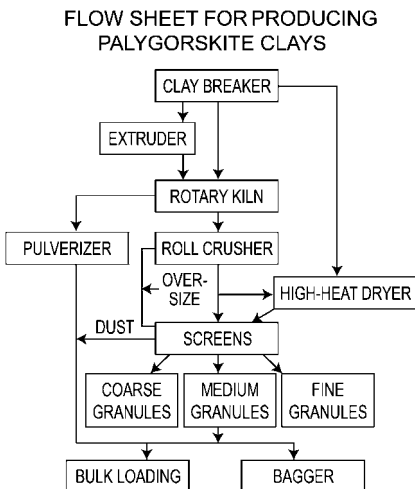 FLOW SHEET FOR PRODUCING
PALYGORSKITE CLAYS
CLAY BREAKER
EXTRUDER
ROTARY KILN
PULVERIZER
ROLL CRUSHER
OVER-
SIZE
HIGH-HEAT DRYER
DUST
SCREENS
COARSE
GRANULES
MEDIUM
GRANULES
FINE
GRANULES
BULK LOADING
BAGGER